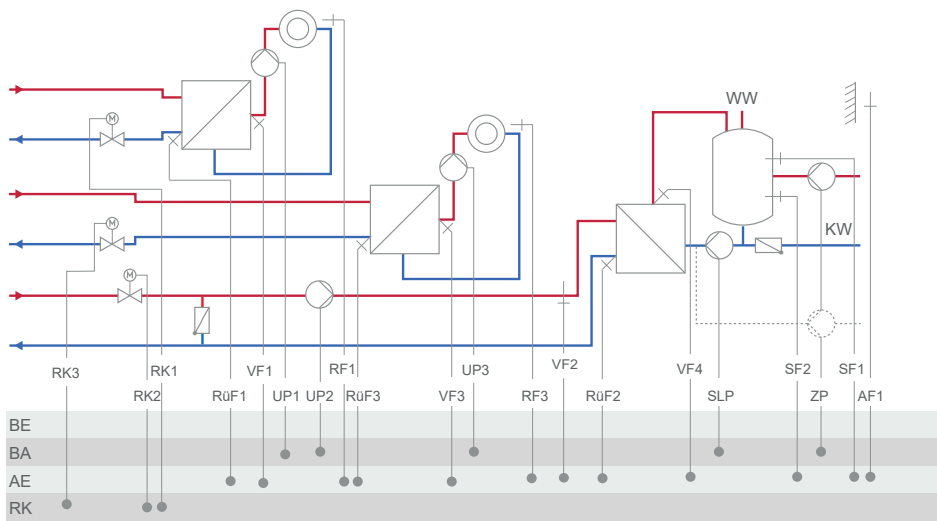 M
WW
KW
M
M
RK3
RK1
VF1
RF1
UP3
VF2
VF4
SF2
SF1
RK2
RüF1
UP1
UP2
RüF3
VF3
RF3
RüF2
SLP
ZP
AF1
BE
BA
AE
RK